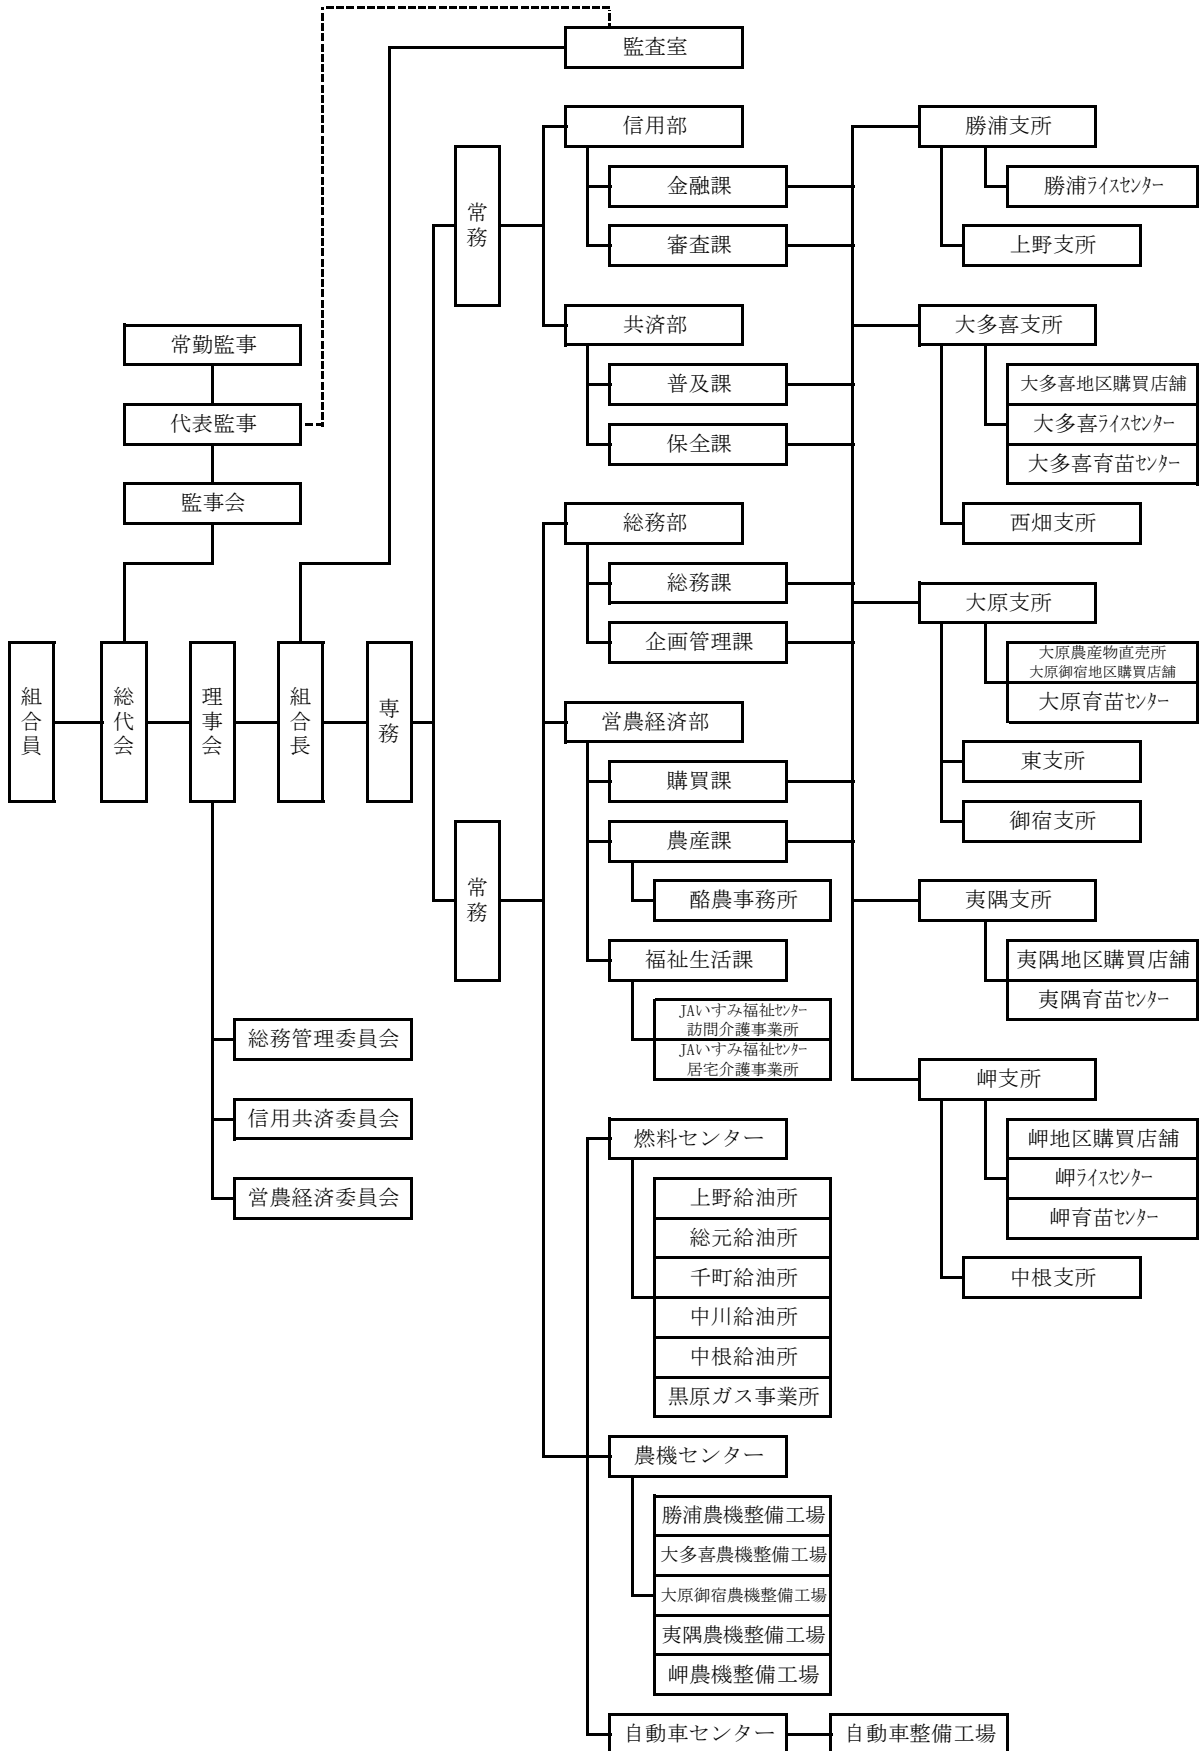 監査室
常務
信用部
金融課
審査課
共済部
普及課
保全課
常勤監事
代表監事
監事会
組合員
総代会
理事会
組合長
専務
総務管理委員会
信用共済委員会
営農経済委員会
常務
総務部
総務課
企画管理課
営農経済部
購買課
農産課
酪農事務所
福祉生活課
JAいすみ福祉ｾﾝﾀｰ
訪問介護事業所
JAいすみ福祉ｾﾝﾀｰ
居宅介護事業所
燃料センター
上野給油所
総元給油所
千町給油所
中川給油所
中根給油所
黒原ガス事業所
農機センター
勝浦農機整備工場
大多喜農機整備工場
大原御宿農機整備工場
夷隅農機整備工場
岬農機整備工場
自動車センター
自動車整備工場
勝浦支所
勝浦ﾗｲｽｾﾝﾀｰ
上野支所
大多喜支所
大多喜地区購買店舗
大多喜ﾗｲｽｾﾝﾀｰ
大多喜育苗ｾﾝﾀｰ
西畑支所
大原支所
大原農産物直売所
大原御宿地区購買店舗
大原育苗ｾﾝﾀｰ
東支所
御宿支所
夷隅支所
夷隅地区購買店舗
夷隅育苗ｾﾝﾀｰ
岬支所
岬地区購買店舗
岬ﾗｲｽｾﾝﾀｰ
岬育苗ｾﾝﾀｰ
中根支所